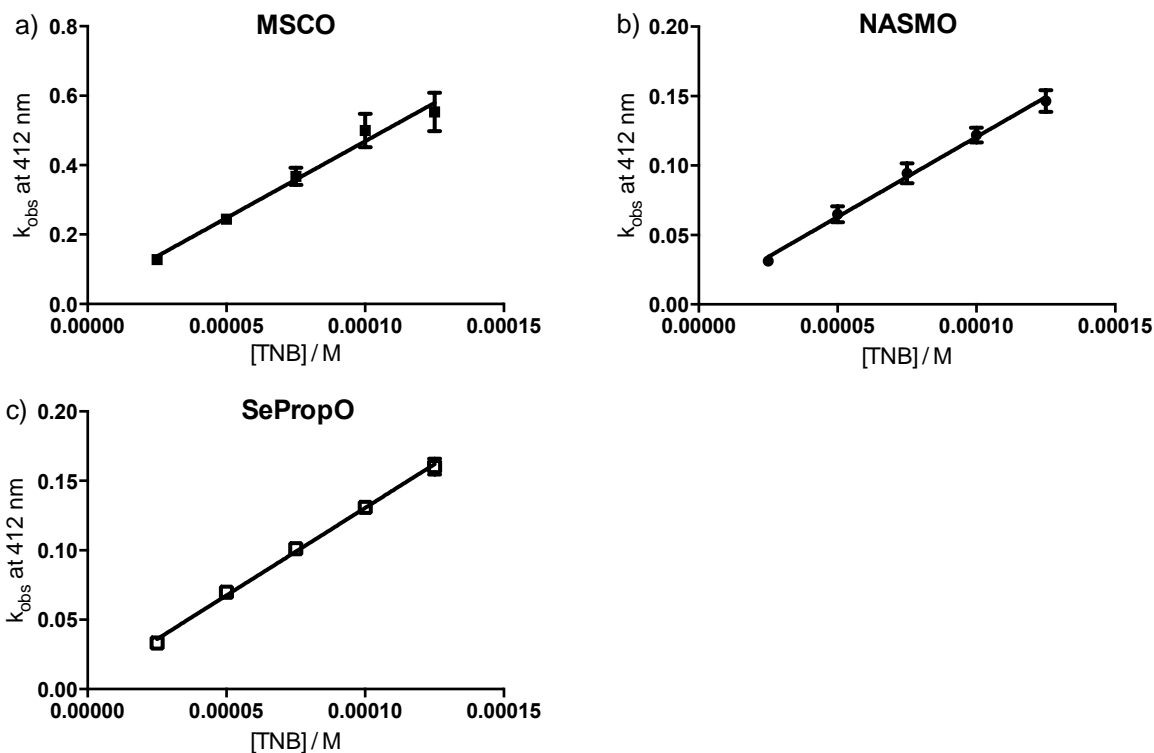 a)
MSCO
0.8
0.6
0.4
0.2
0.0
k_obs at 412 nm
0.00000 0.00005 0.00010 0.00015
[TNB] / M
b)
NASMO
0.20
0.15
0.10
0.05
0.00
k_obs at 412 nm
0.00000 0.00005 0.00010 0.00015
[TNB] / M
c)
SePropO
0.20
0.15
0.10
0.05
0.00
k_obs at 412 nm
0.00000 0.00005 0.00010 0.00015
[TNB] / M